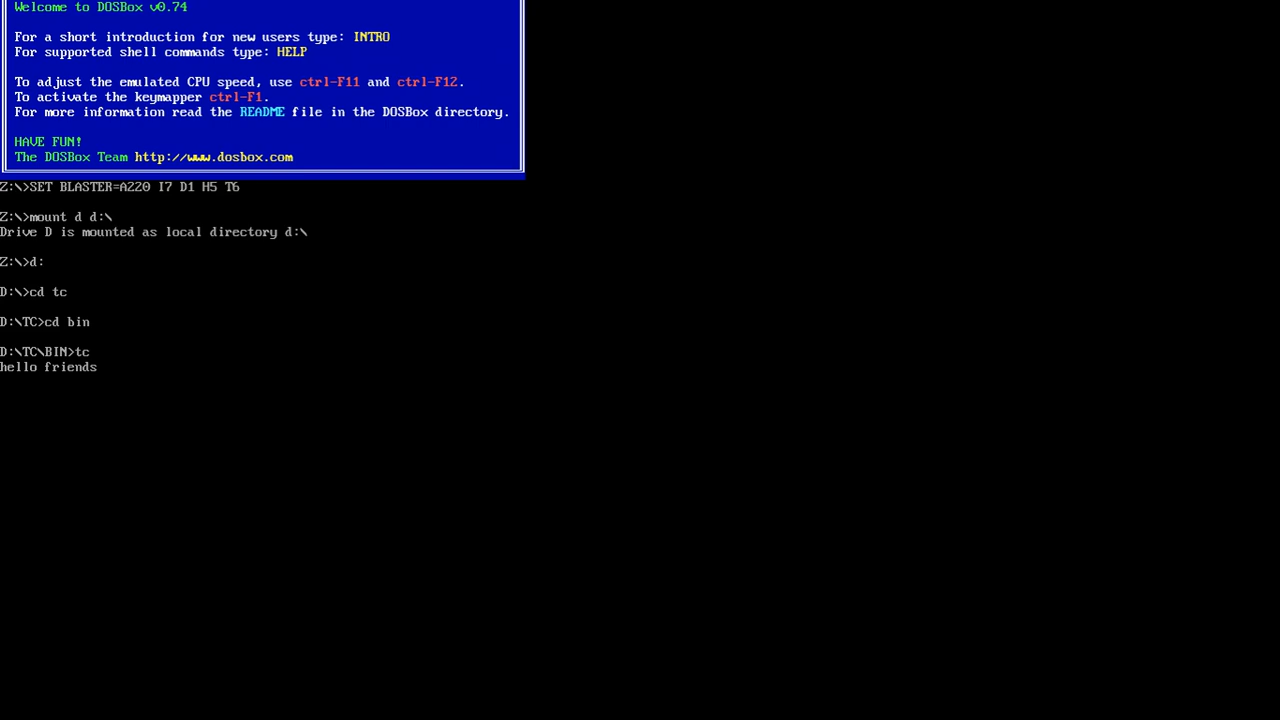 Welcome to DOSBox v0.74
For a short introduction for new users type: INTRO
For supported shell commands type: HELP
To adjust the emulated CPU speed, use ctrl-F11 and ctrl-F12.
To activate the keymapper ctrl-F1.
For more information read the README file in the DOSBox directory.
HAVE FUN!
The DOSBox Team http://www.dosbox.com
Z:\>SET BLASTER=A220 I7 D1 H5 T6
Z:\>mount d d:\
Drive D is mounted as local directory d:\
Z:\>d:
D:\>cd tc
D:\TC>cd bin
D:\TC\BIN>tc
hello friends